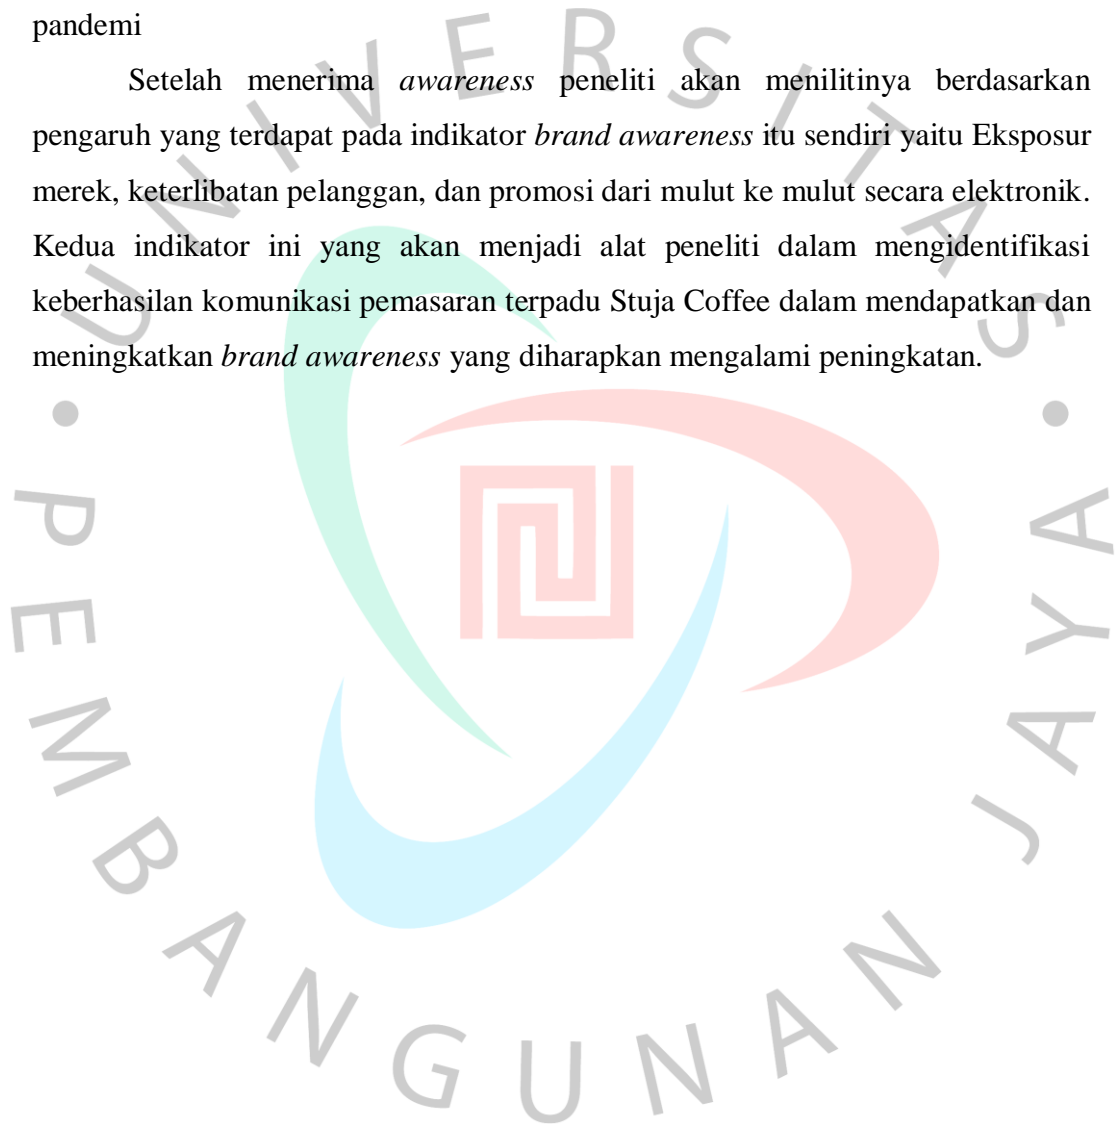 pandemi
Setelah menerima awareness peneliti akan menilitinya berdasarkan
pengaruh yang terdapat pada indikator brand awareness itu sendiri yaitu Eksposur
merek, keterlibatan pelanggan, dan promosi dari mulut ke mulut secara elektronik.
Kedua indikator ini yang akan menjadi alat peneliti dalam mengidentifikasi
keberhasilan komunikasi pemasaran terpadu Stuja Coffee dalam mendapatkan dan
meningkatkan brand awareness yang diharapkan mengalami peningkatan.
UNIVERSITAS
PEMBANGUNAN JAYA